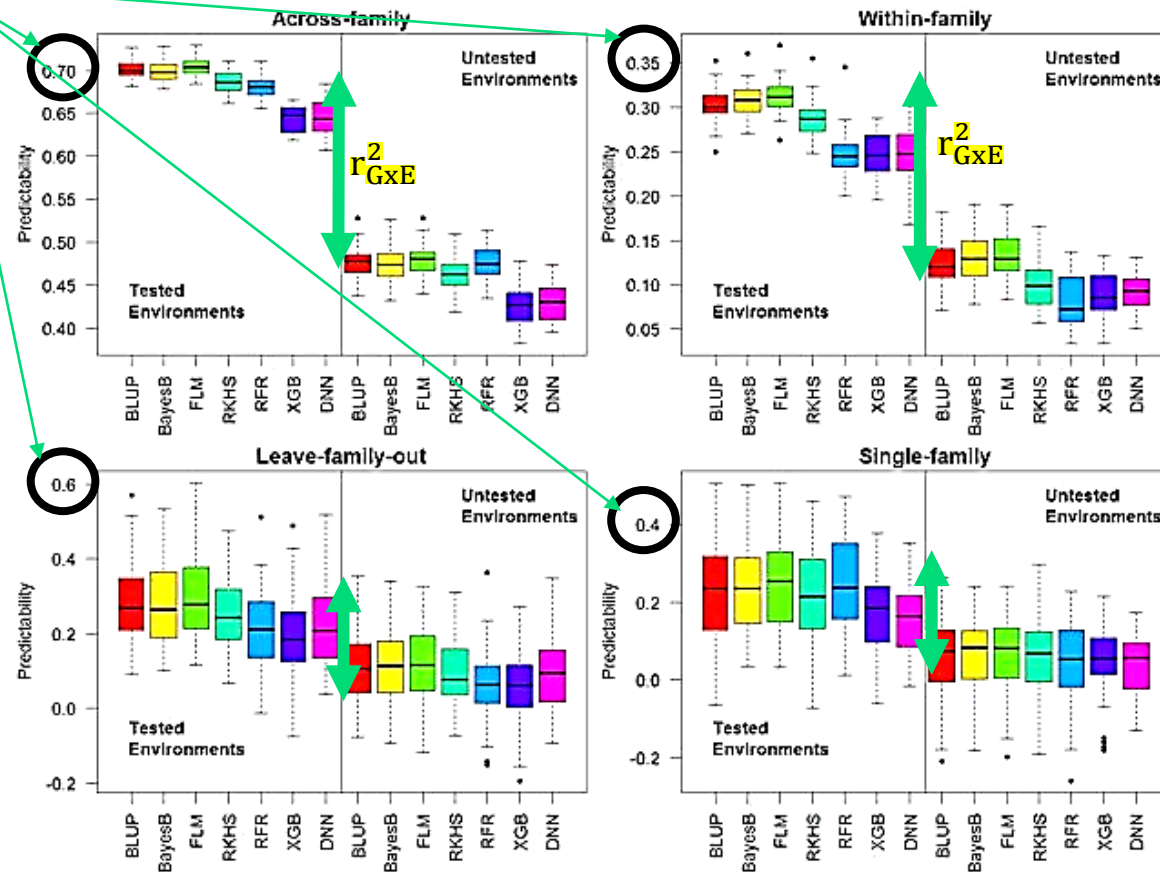 Across-family
Within-family
Untested
Environments
Untested
Environments
0.70
0.65
0.60
0.55
0.50
0.45
0.40
Predictability
r²GxE
Tested
Environments
BLUP
BayesB
FLM
RKHS
RFR
XGB
DNN
BLUP
BayesB
FLM
RKHS
RFR
XGB
DNN
0.35
0.30
0.25
0.20
0.15
0.10
0.05
Predictability
r²GxE
Tested
Environments
BLUP
BayesB
FLM
RKHS
RFR
XGB
DNN
BLUP
BayesB
FLM
RKHS
RFR
XGB
DNN
Leave-family-out
Single-family
Untested
Environments
Untested
Environments
0.6
0.4
0.2
0.0
-0.2
Predictability
Tested
Environments
BLUP
BayesB
FLM
RKHS
RFR
XGB
DNN
BLUP
BayesB
FLM
RKHS
RFR
XGB
DNN
0.4
0.2
0.0
-0.2
Predictability
Tested
Environments
BLUP
BayesB
FLM
RKHS
RFR
XGB
DNN
BLUP
BayesB
FLM
RKHS
RFR
XGB
DNN